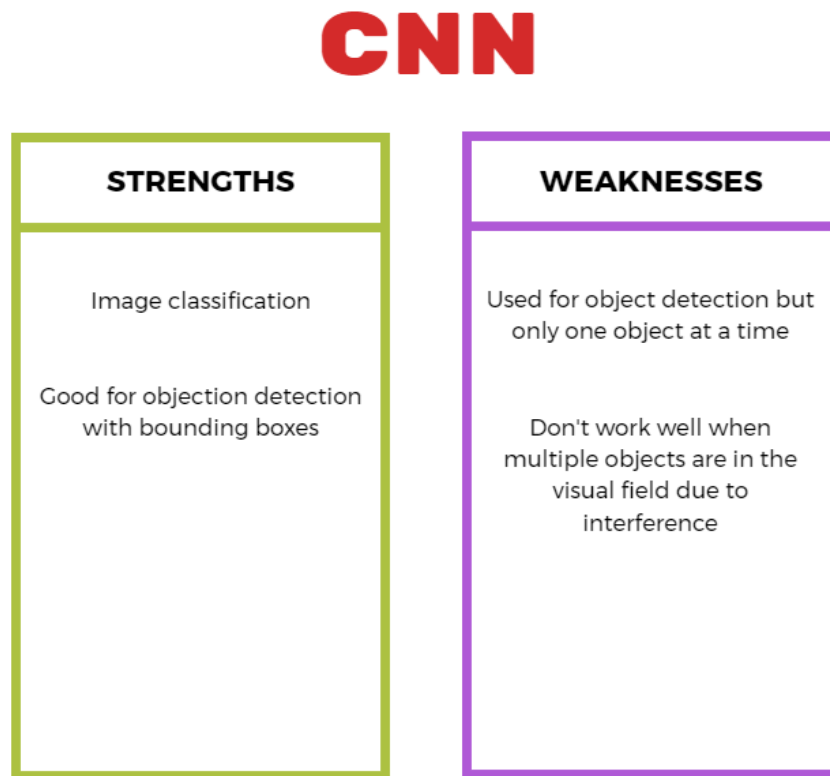 CNN
STRENGTHS
Image classification
Good for objection detection
with bounding boxes
WEAKNESSES
Used for object detection but
only one object at a time
Don't work well when
multiple objects are in the
visual field due to
interference